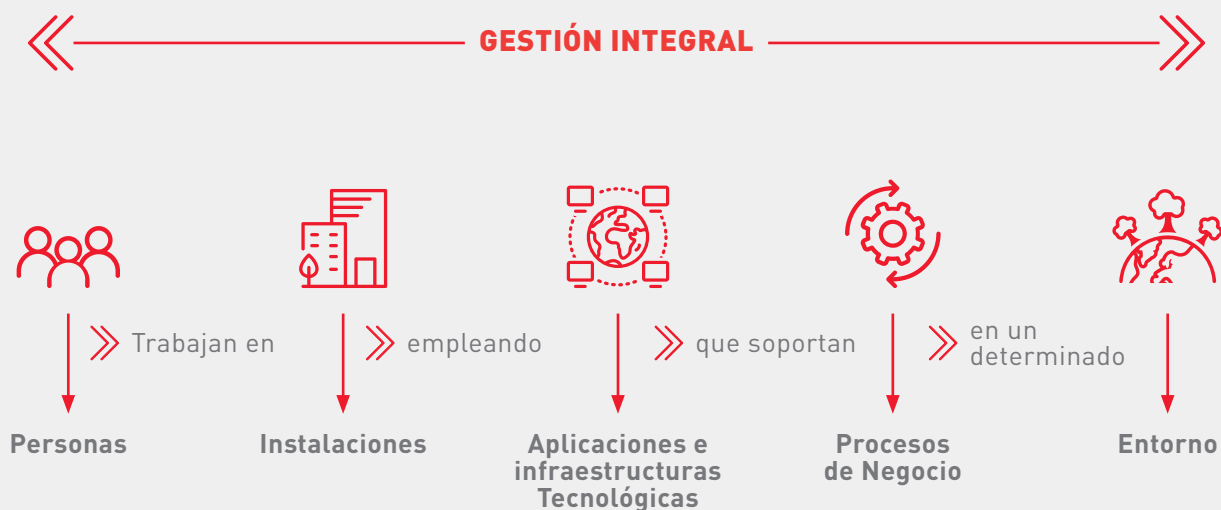 GESTIÓN INTEGRAL
Trabajan en
empleando
que soportan
en un
determinado
Personas
Instalaciones
Aplicaciones e
infraestructuras
Tecnológicas
Procesos
de Negocio
Entorno